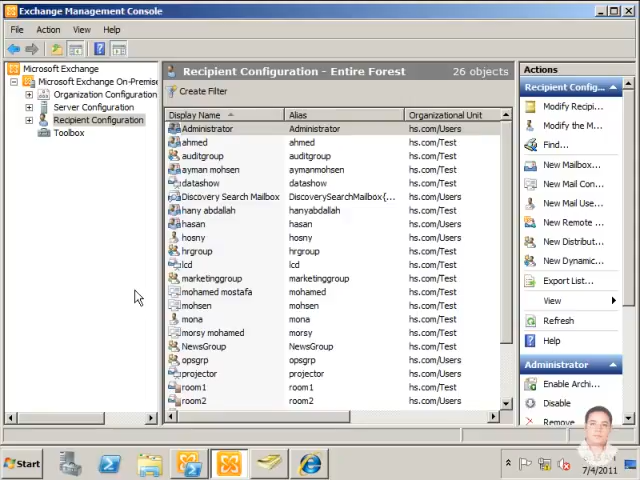 Exchange Management Console
File Action View Help
Microsoft Exchange
Microsoft Exchange On-Premise
Organization Configuration
Server Configuration
Recipient Configuration
Toolbox
Recipient Configuration - Entire Forest 26 objects
Create Filter
Display Name Alias Organizational Unit
Administrator Administrator hs.com/Users
ahmed ahmed hs.com/Test
auditgroup auditgroup hs.com/Users
ayman mohsen aymanmohsen hs.com/Test
datashow datashow hs.com/Test
Discovery Search Mailbox DiscoverySearchMailbox{... hs.com/Users
hany abdallah hanyabdallah hs.com/Test
hasan hasan hs.com/Test
hosny hosny hs.com/Test
hrgroup hrgroup hs.com/Test
lcd lcd hs.com/Test
marketinggroup marketinggroup hs.com/Test
mohamed mostafa mohamed hs.com/Test
mohsen mohsen hs.com/Test
mona mona hs.com/Test
morsy mohamed morsy hs.com/Test
NewsGroup NewsGroup hs.com/Test
opsgrp opsgrp hs.com/Test
projector projector hs.com/Users
room1 room1 hs.com/Test
room2 room2 hs.com/Users
Actions
Recipient Config...
Modify Recipi...
Modify the M...
Find...
New Mailbox...
New Mail Con...
New Mail Use...
New Remote ...
New Distribut...
New Dynamic...
Export List...
View
Refresh
Help
Administrator
Enable Archi...
Disable
Remove
Start
7/4/2011